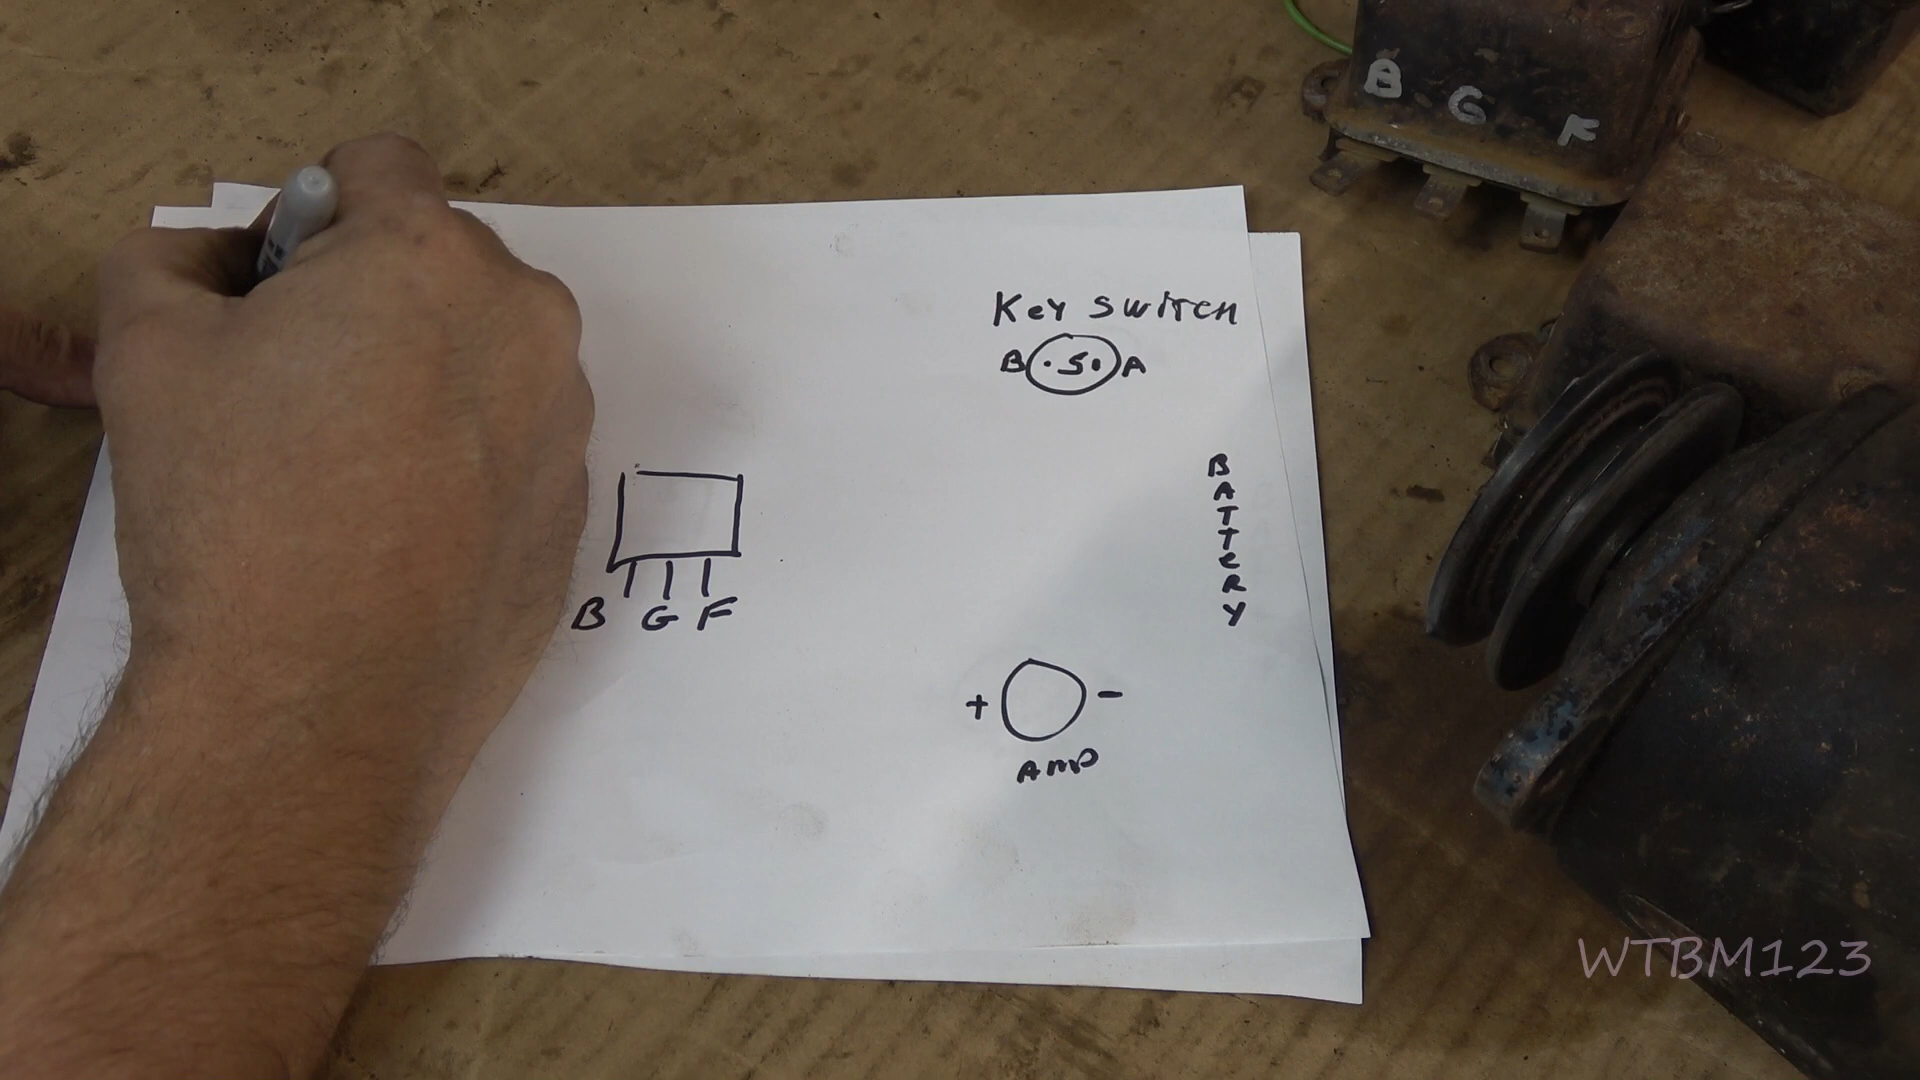 B G F
Key Switch
B S A
BATTERY
B G F
+ -
AMP
WTBM123